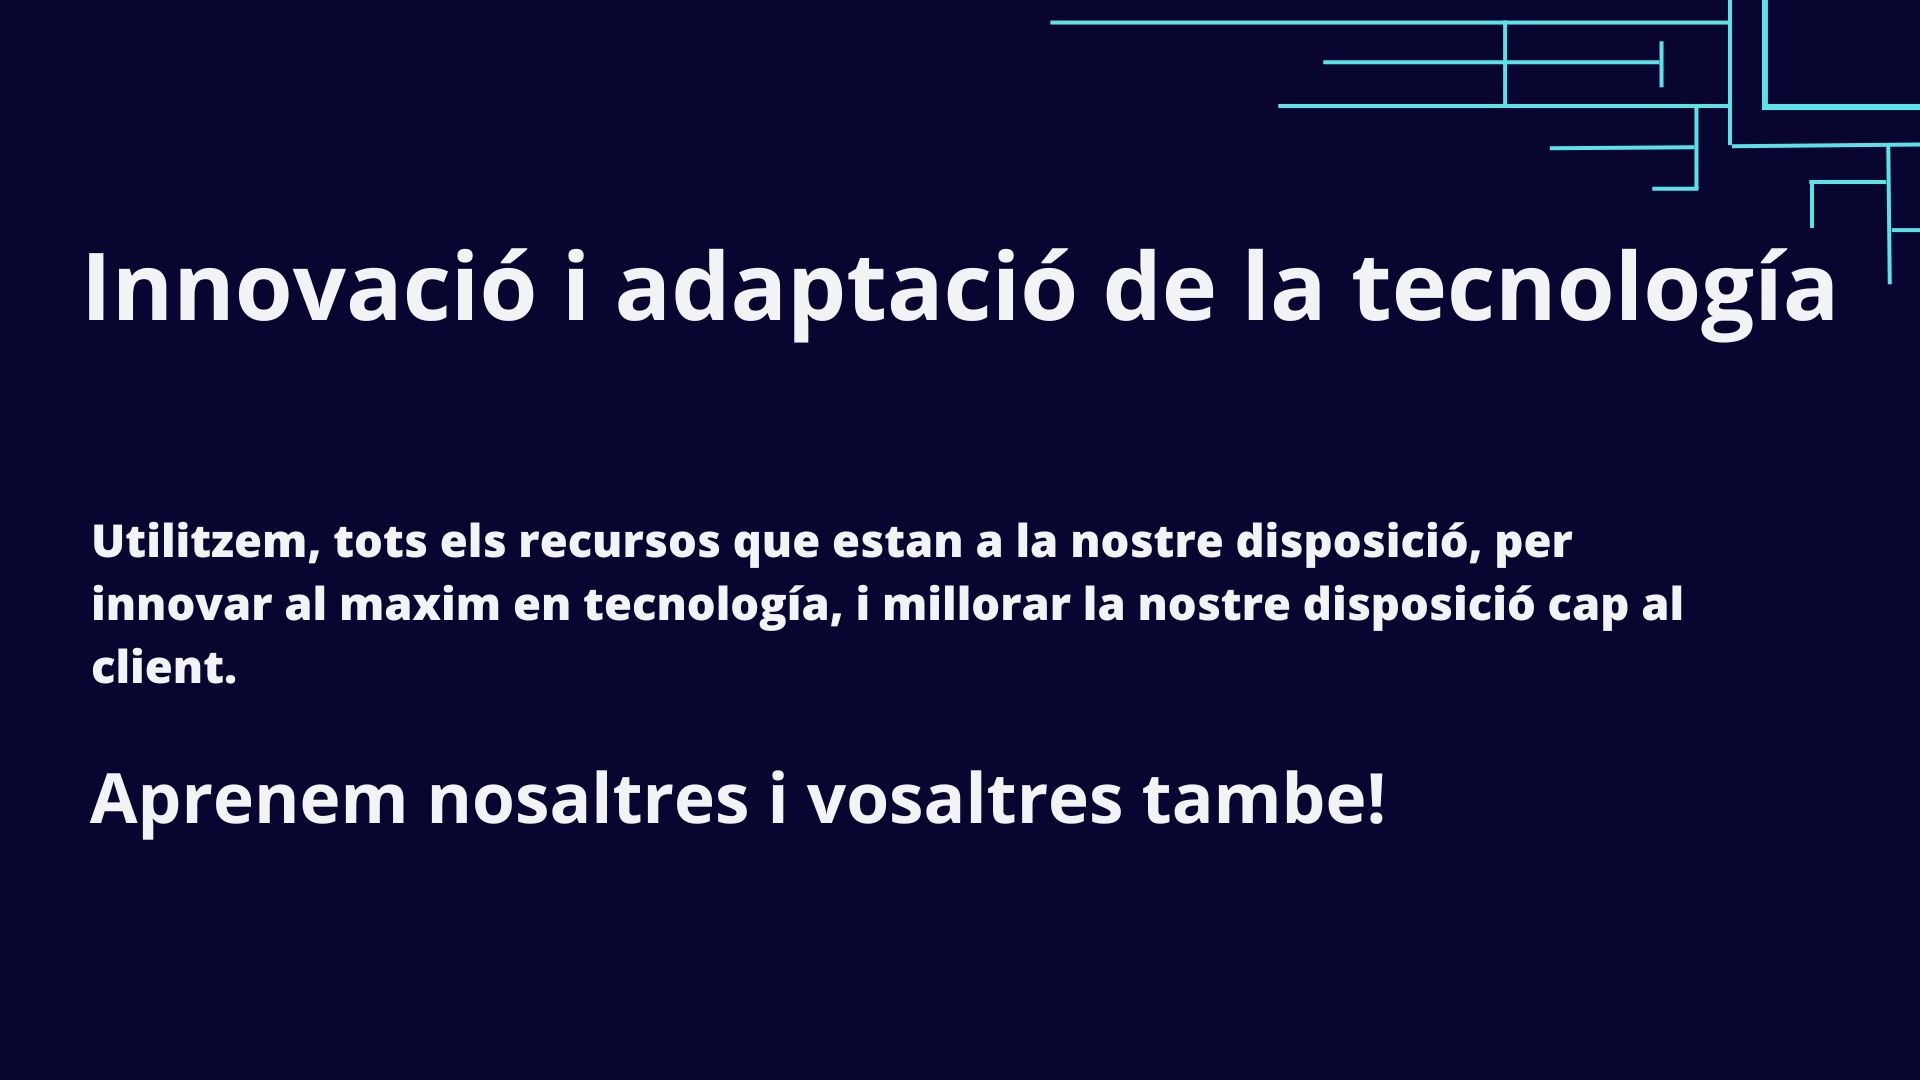 Innovació i adaptació de la tecnología
Utilitzem, tots els recursos que estan a la nostre disposició, per
innovar al maxim en tecnología, i millorar la nostre disposició cap al
client.
Aprenem nosaltres i vosaltres tambe!